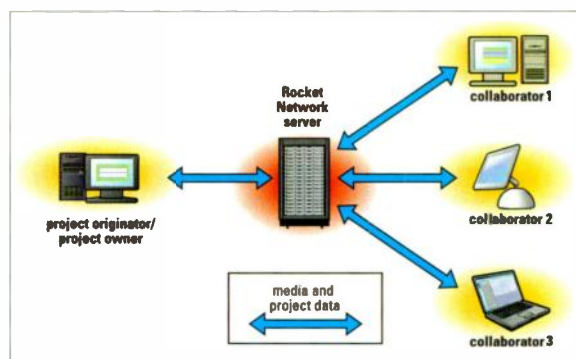 Rocket
Network
server
collaborator 1
project originator/
project owner
collaborator 2
media and
project data
collaborator 3